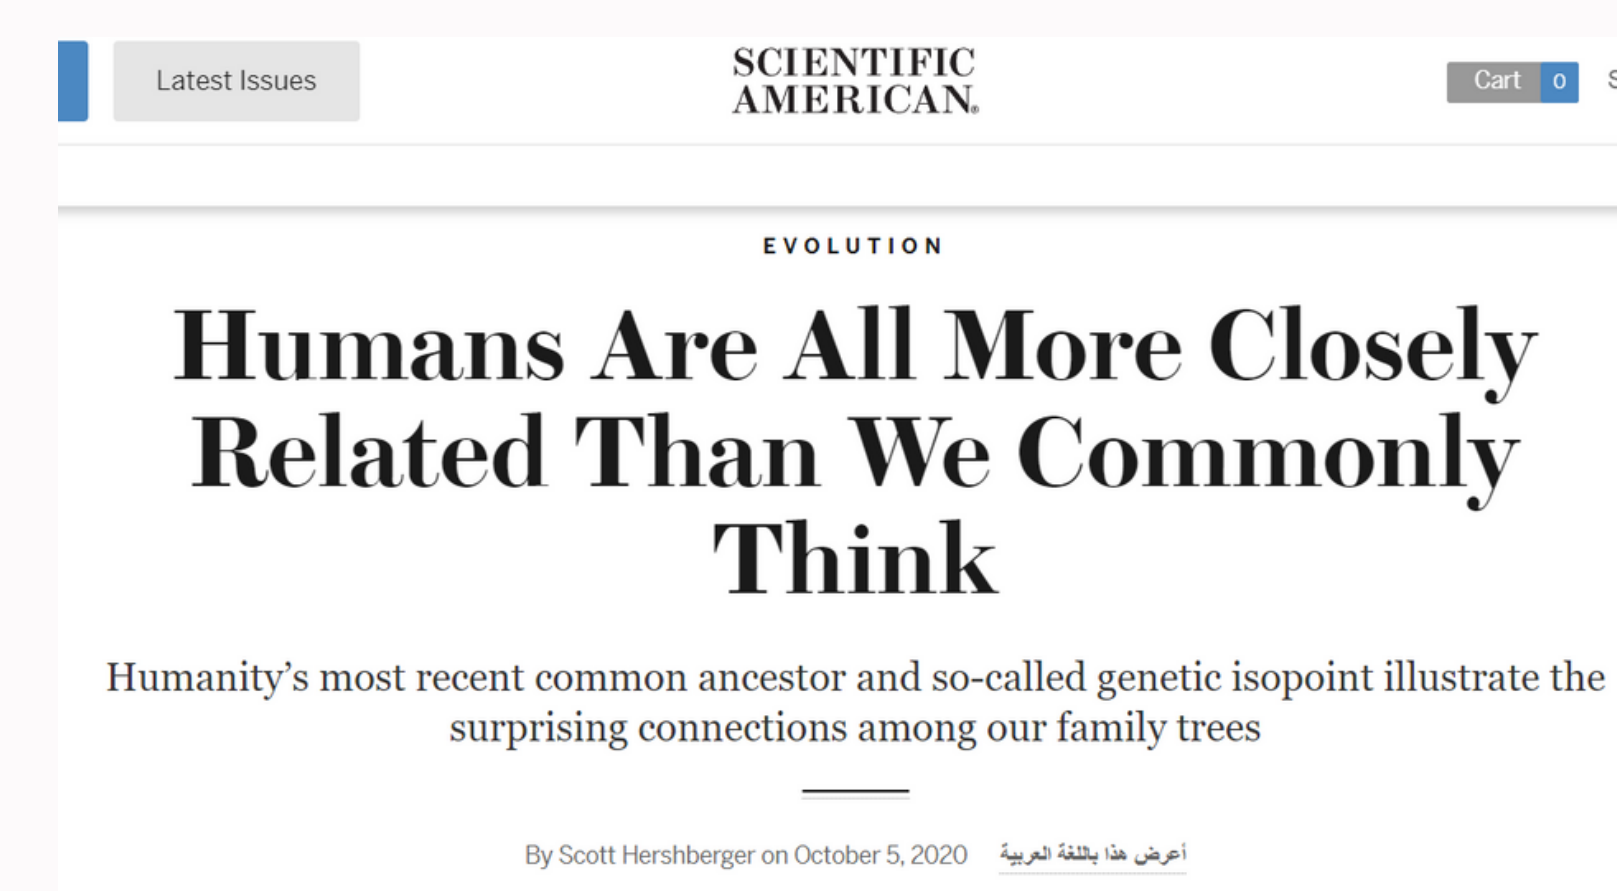 Latest Issues
SCIENTIFIC
AMERICAN®
Cart 0
EVOLUTION
Humans Are All More Closely
Related Than We Commonly
Think
Humanity’s most recent common ancestor and so-called genetic isopoint illustrate the
surprising connections among our family trees
By Scott Hershberger on October 5, 2020 أعرض هذا باللغة العربية